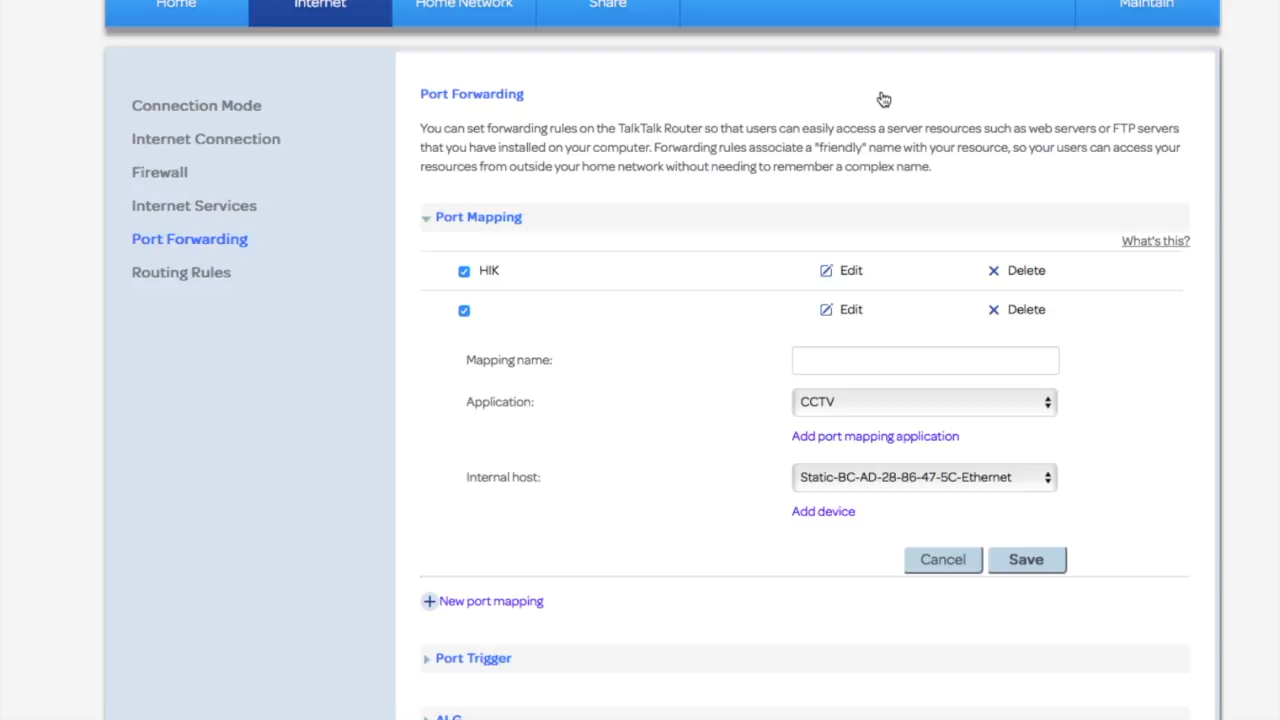 Home Internet Home Network Share Maintain
Connection Mode
Internet Connection
Firewall
Internet Services
Port Forwarding
Routing Rules
Port Forwarding
You can set forwarding rules on the TalkTalk Router so that users can easily access a server resources such as web servers or FTP servers
that you have installed on your computer. Forwarding rules associate a "friendly" name with your resource, so your users can access your
resources from outside your home network without needing to remember a complex name.
Port Mapping
What's this?
HIK Edit Delete
Edit Delete
Mapping name:
Application: CCTV
Add port mapping application
Internal host: Static-BC-AD-28-86-47-5C-Ethernet
Add device
Cancel Save
New port mapping
Port Trigger
ALG